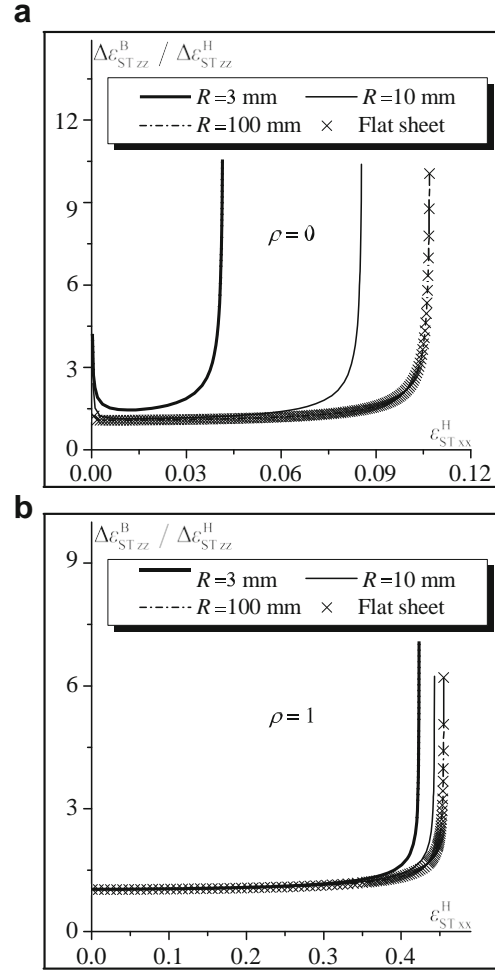 a
Δε^B_ST zz / Δε^H_ST zz
R=3 mm R=10 mm
R=100 mm × Flat sheet
12
9
6
3
0
ρ = 0
ε^H_ST xx
0.00 0.03 0.06 0.09 0.12
b
Δε^B_ST zz / Δε^H_ST zz
9
R=3 mm R=10 mm
R=100 mm × Flat sheet
6
3
0
ρ = 1
ε^H_ST xx
0.0 0.1 0.2 0.3 0.4